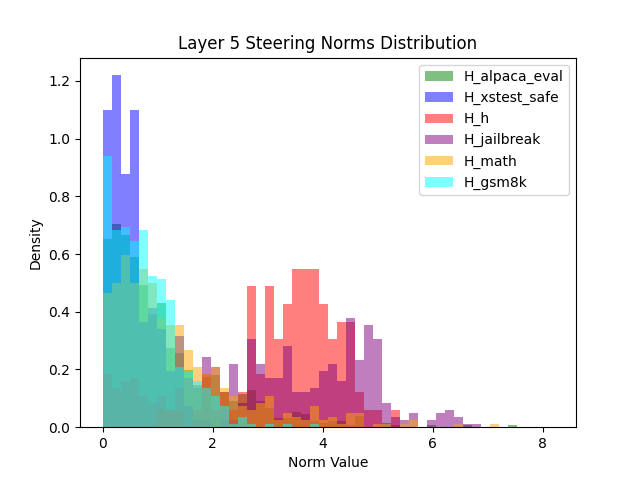 Layer 5 Steering Norms Distribution
H_alpaca_eval
H_xstest_safe
H_h
H_jailbreak
H_math
H_gsm8k
1.2
1.0
0.8
0.6
0.4
0.2
0.0
Density
0 2 4 6 8
Norm Value